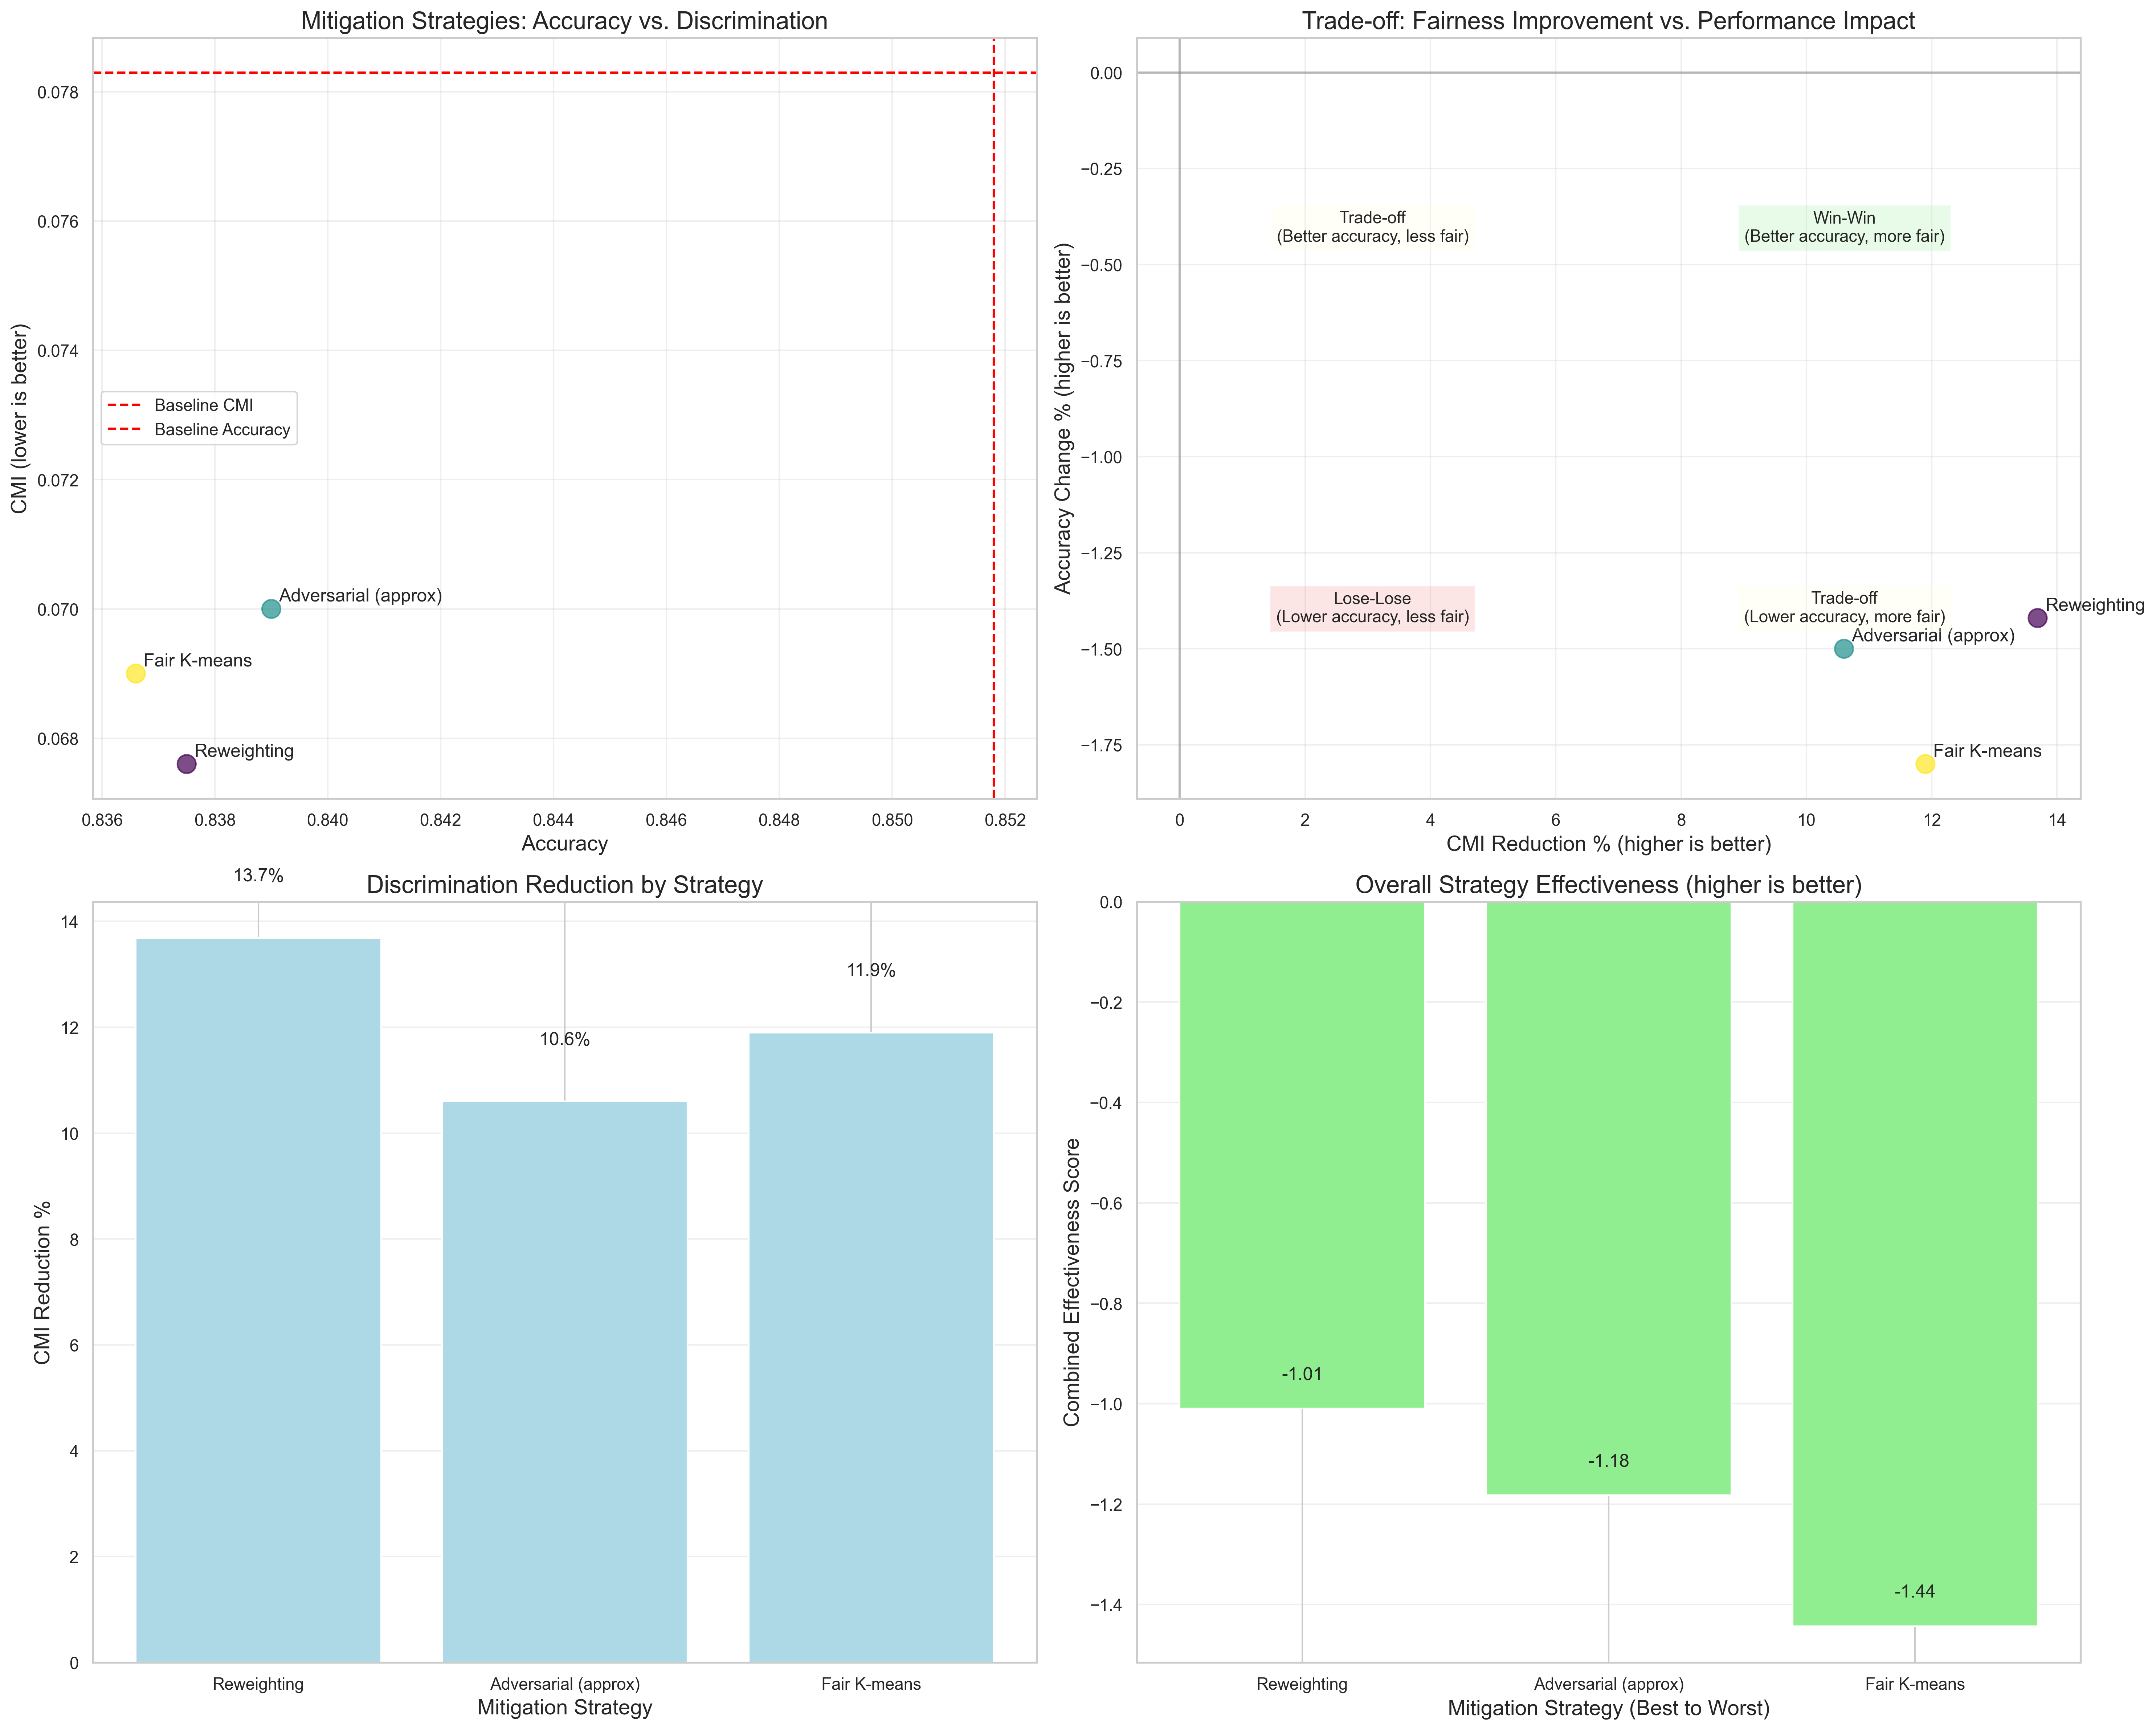 Mitigation Strategies: Accuracy vs. Discrimination
0.078
0.076
0.074
0.072
0.070
0.068
CMI (lower is better)
Baseline CMI
Baseline Accuracy
Adversarial (approx)
Fair K-means
Reweighting
0.836 0.838 0.840 0.842 0.844 0.846 0.848 0.850 0.852
Accuracy
Trade-off: Fairness Improvement vs. Performance Impact
0.00
−0.25
−0.50
−0.75
−1.00
−1.25
−1.50
−1.75
Accuracy Change % (higher is better)
Trade-off
(Better accuracy, less fair)
Win-Win
(Better accuracy, more fair)
Lose-Lose
(Lower accuracy, less fair)
Trade-off
(Lower accuracy, more fair)
Reweighting
Adversarial (approx)
Fair K-means
0 2 4 6 8 10 12 14
CMI Reduction % (higher is better)
Discrimination Reduction by Strategy
14
12
10
8
6
4
2
0
CMI Reduction %
13.7%
10.6%
11.9%
Reweighting Adversarial (approx) Fair K-means
Mitigation Strategy
Overall Strategy Effectiveness (higher is better)
0.0
−0.2
−0.4
−0.6
−0.8
−1.0
−1.2
−1.4
Combined Effectiveness Score
-1.01
-1.18
-1.44
Reweighting Adversarial (approx) Fair K-means
Mitigation Strategy (Best to Worst)